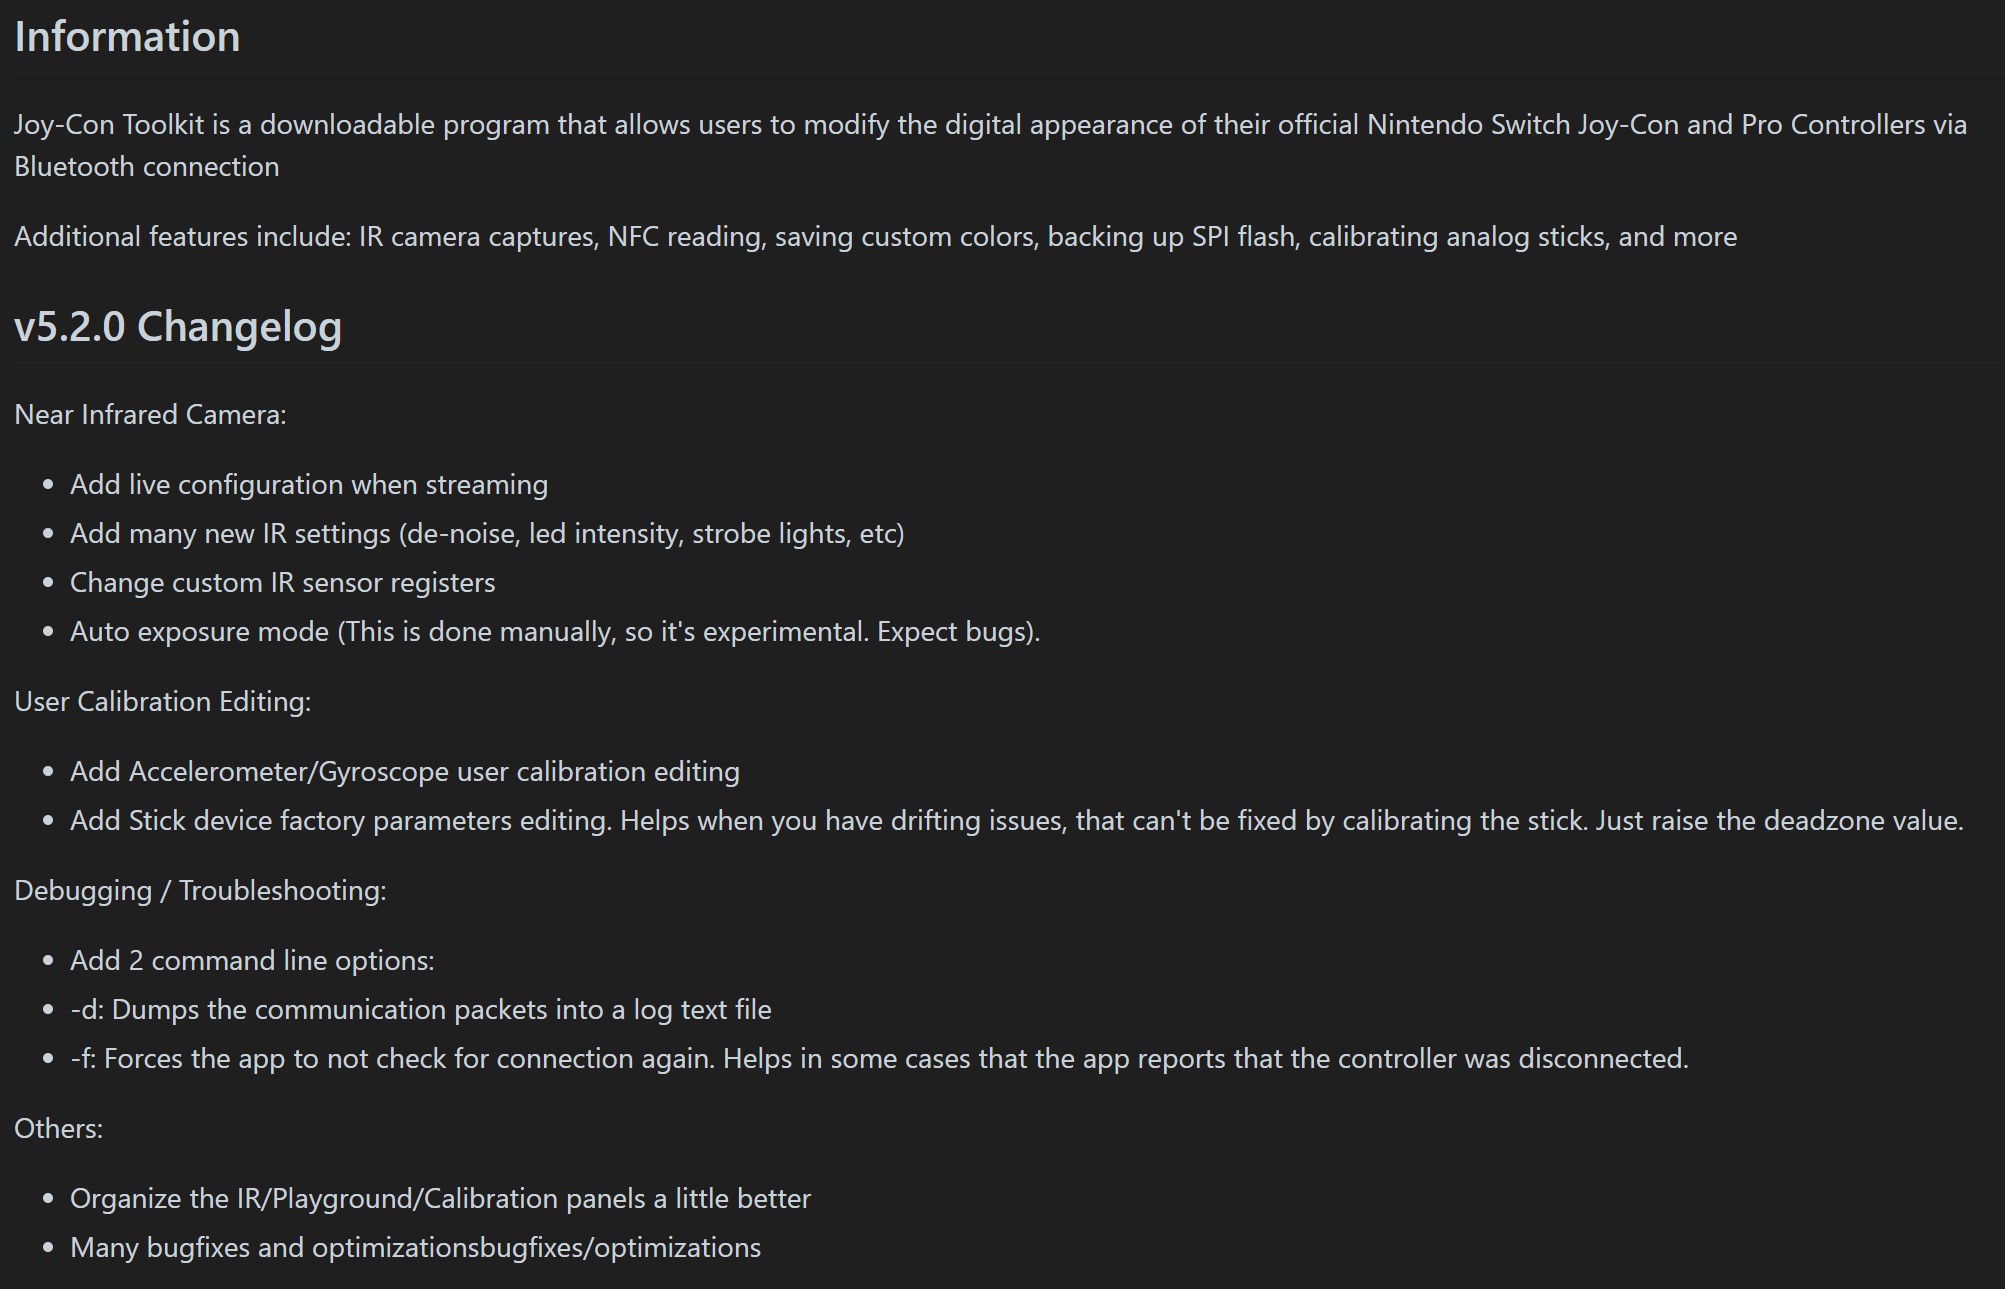 Information
Joy-Con Toolkit is a downloadable program that allows users to modify the digital appearance of their official Nintendo Switch Joy-Con and Pro Controllers via
Bluetooth connection
Additional features include: IR camera captures, NFC reading, saving custom colors, backing up SPI flash, calibrating analog sticks, and more
v5.2.0 Changelog
Near Infrared Camera:
• Add live configuration when streaming
• Add many new IR settings (de-noise, led intensity, strobe lights, etc)
• Change custom IR sensor registers
• Auto exposure mode (This is done manually, so it's experimental. Expect bugs).
User Calibration Editing:
• Add Accelerometer/Gyroscope user calibration editing
• Add Stick device factory parameters editing. Helps when you have drifting issues, that can't be fixed by calibrating the stick. Just raise the deadzone value.
Debugging / Troubleshooting:
• Add 2 command line options:
• -d: Dumps the communication packets into a log text file
• -f: Forces the app to not check for connection again. Helps in some cases that the app reports that the controller was disconnected.
Others:
• Organize the IR/Playground/Calibration panels a little better
• Many bugfixes and optimizationsbugfixes/optimizations